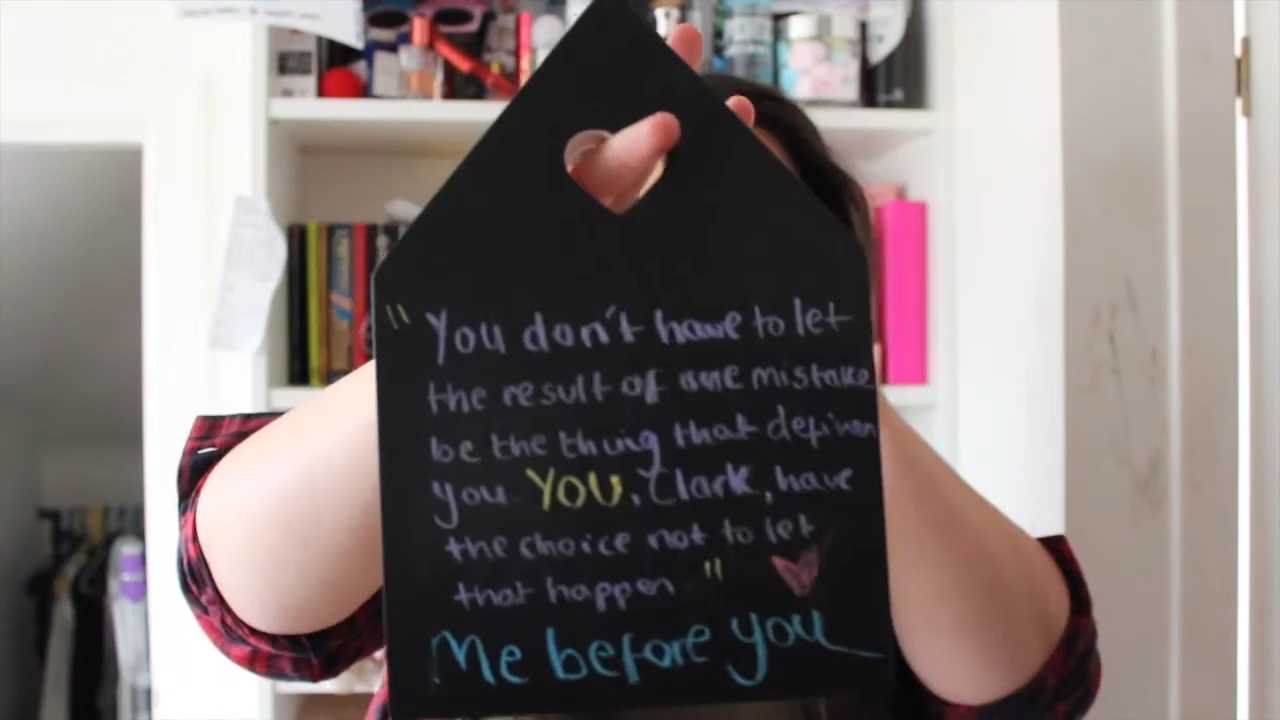 "You don't have to let
the result of one mistake
be the thing that defines
you YOU, Clark, have
the choice not to let
that happen "
Me before you